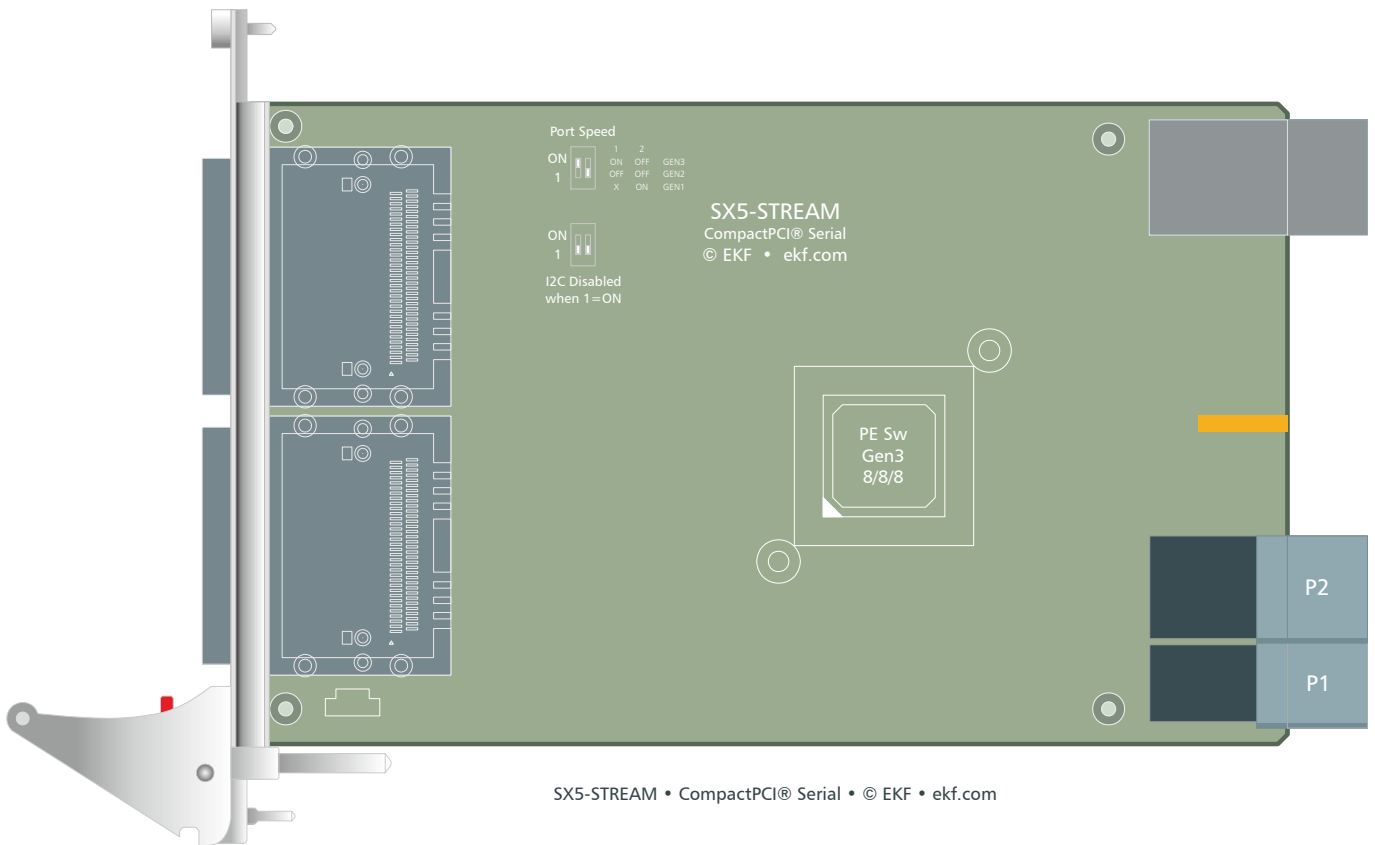 Port Speed
ON
1
1 2
ON OFF GEN3
OFF OFF GEN2
X ON GEN1
ON
1
I2C Disabled
when 1=ON
SX5-STREAM
CompactPCI® Serial
© EKF • ekf.com
PE Sw
Gen3
8/8/8
P2
P1
SX5-STREAM • CompactPCI® Serial • © EKF • ekf.com